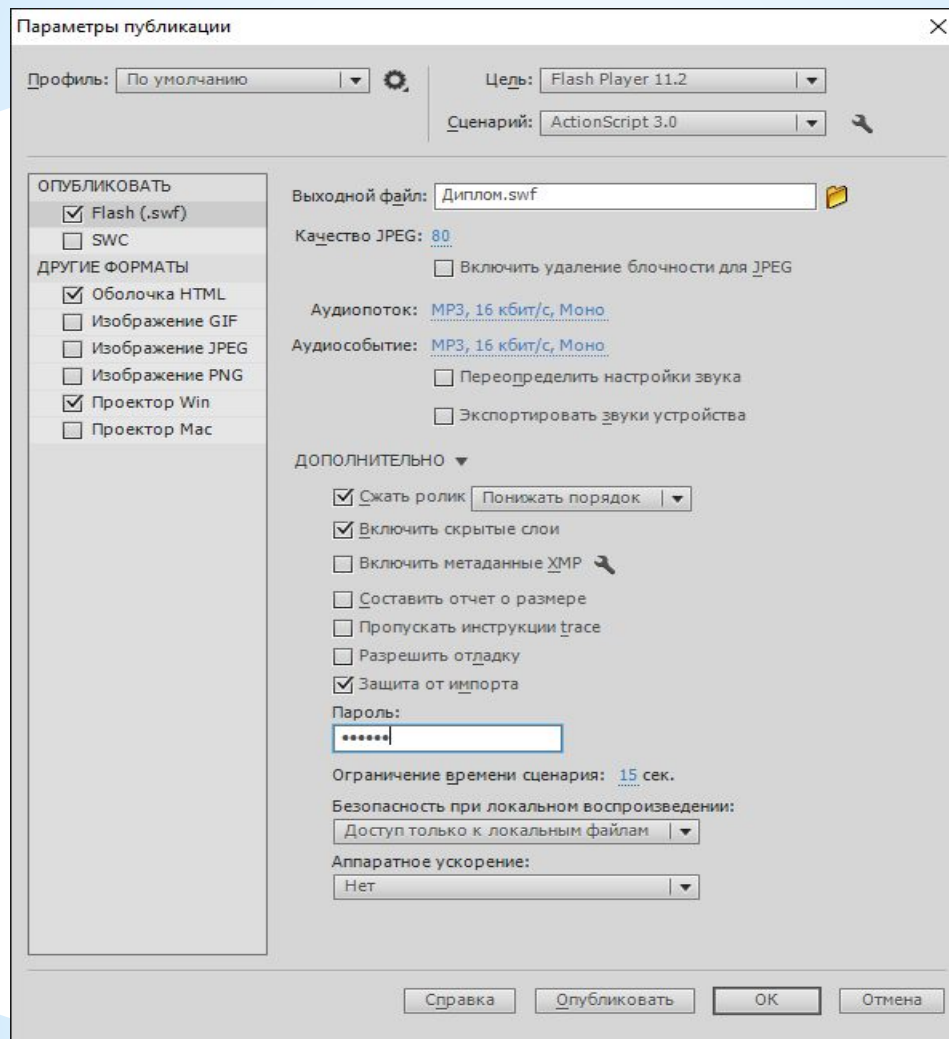 Параметры публикации
Профиль: По умолчанию
Цель: Flash Player 11.2
Сценарий: ActionScript 3.0
ОПУБЛИКОВАТЬ
Flash (.swf)
SWC
ДРУГИЕ ФОРМАТЫ
Оболочка HTML
Изображение GIF
Изображение JPEG
Изображение PNG
Проектор Win
Проектор Mac
Выходной файл: Диплом.swf
Качество JPEG: 80
Включить удаление блочности для JPEG
Аудиопоток: MP3, 16 кбит/с, Моно
Аудиособытие: MP3, 16 кбит/с, Моно
Переопределить настройки звука
Экспортировать звуки устройства
ДОПОЛНИТЕЛЬНО
Сжать ролик Понижать порядок
Включить скрытые слои
Включить метаданные XMP
Составить отчет о размере
Пропускать инструкции trace
Разрешить отладку
Защита от импорта
Пароль:
••••••
Ограничение времени сценария: 15 сек.
Безопасность при локальном воспроизведении:
Доступ только к локальным файлам
Аппаратное ускорение:
Нет
Справка Опубликовать ОК Отмена